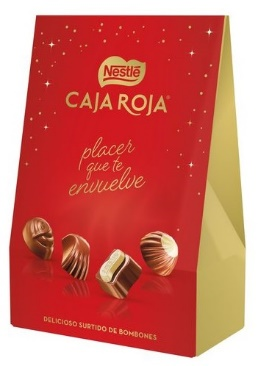 Nestlé
CAJA ROJA®
placer
que te
envuelve
DELICIOSO SURTIDO DE BOMBONES